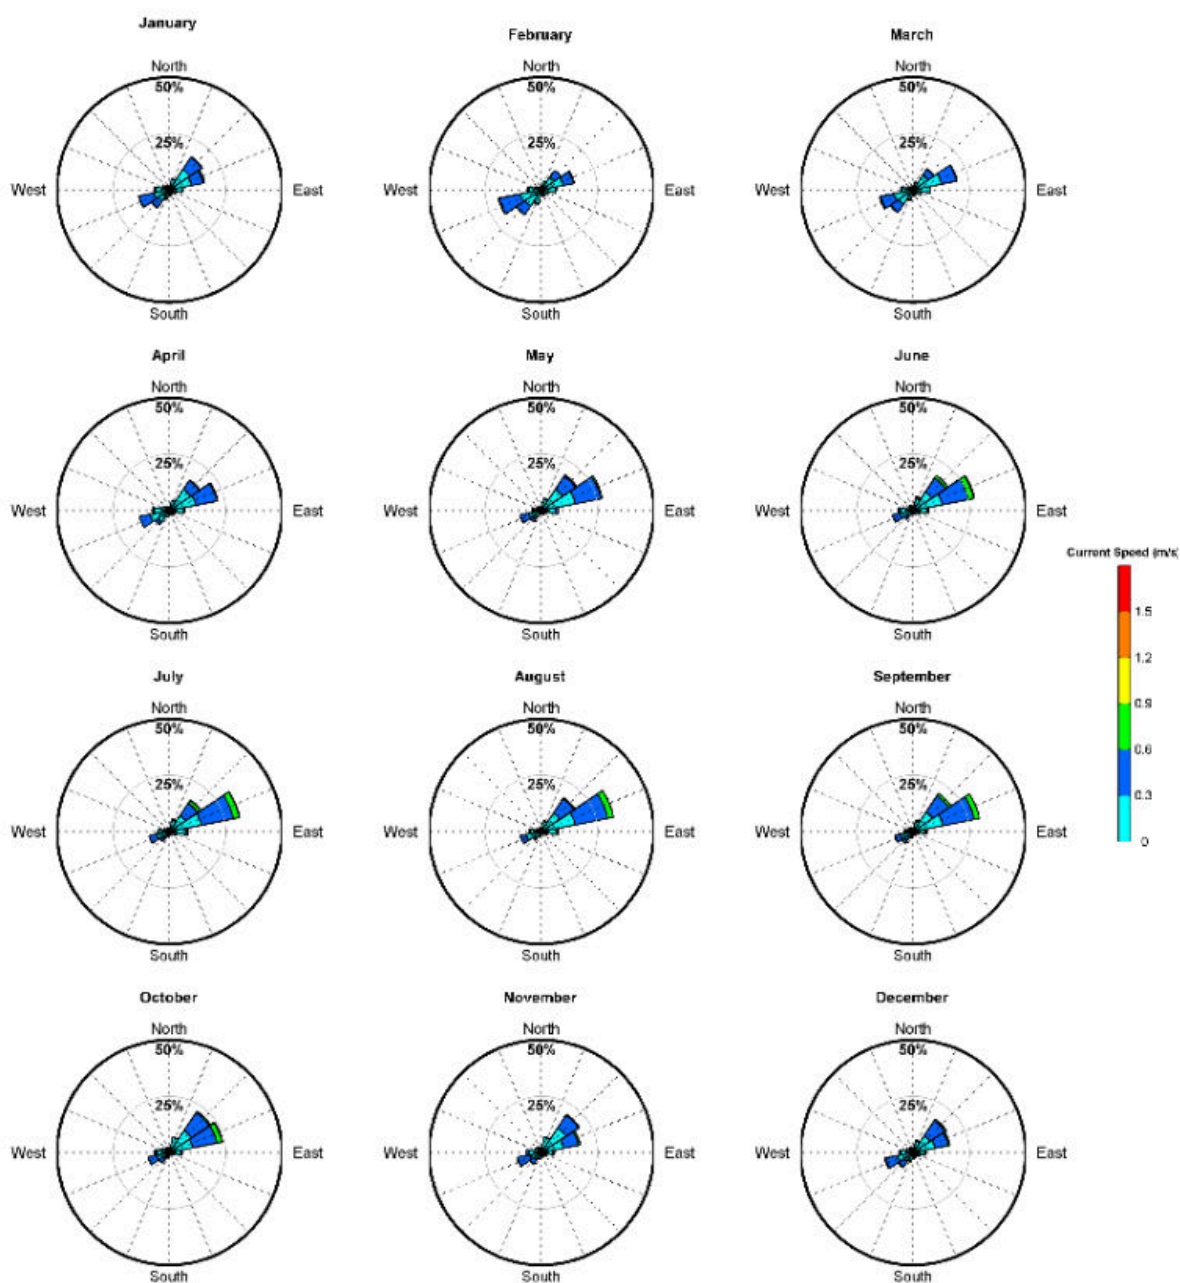 January
February
March
North
North
North
50%
50%
50%
25%
25%
25%
West
East
West
East
West
East
South
South
South
April
May
June
North
North
North
50%
50%
50%
25%
25%
25%
West
East
West
East
West
East
South
South
South
Current Speed (m/s)
1.5
1.2
0.9
0.6
0.3
0
July
August
September
North
North
North
50%
50%
50%
25%
25%
25%
West
East
West
East
West
East
South
South
South
October
November
December
North
North
North
50%
50%
50%
25%
25%
25%
West
East
West
East
West
East
South
South
South